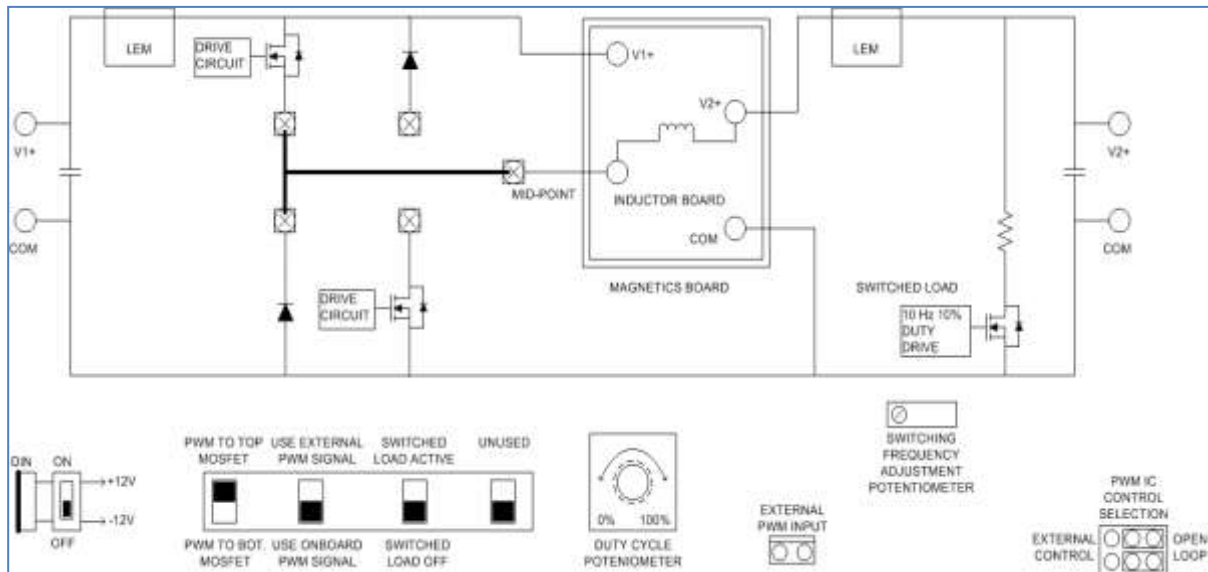 LEM
DRIVE
CIRCUIT
V1+
V2+
LEM
V1+
COM
MID-POINT
INDUCTOR BOARD
COM
MAGNETICS BOARD
DRIVE
CIRCUIT
V2+
COM
SWITCHED LOAD
10 Hz 10%
DUTY
DRIVE
DIN
ON
+12V
-12V
OFF
PWM TO TOP
MOSFET
USE EXTERNAL
PWM SIGNAL
SWITCHED
LOAD ACTIVE
UNUSED
PWM TO BOT.
MOSFET
USE ONBOARD
PWM SIGNAL
SWITCHED
LOAD OFF
0% 100%
DUTY CYCLE
POTENIOMETER
EXTERNAL
PWM INPUT
SWITCHING
FREQUENCY
ADJUSTMENT
POTENTIOMETER
PWM IC
CONTROL
SELECTION
EXTERNAL
CONTROL
OPEN
LOOP